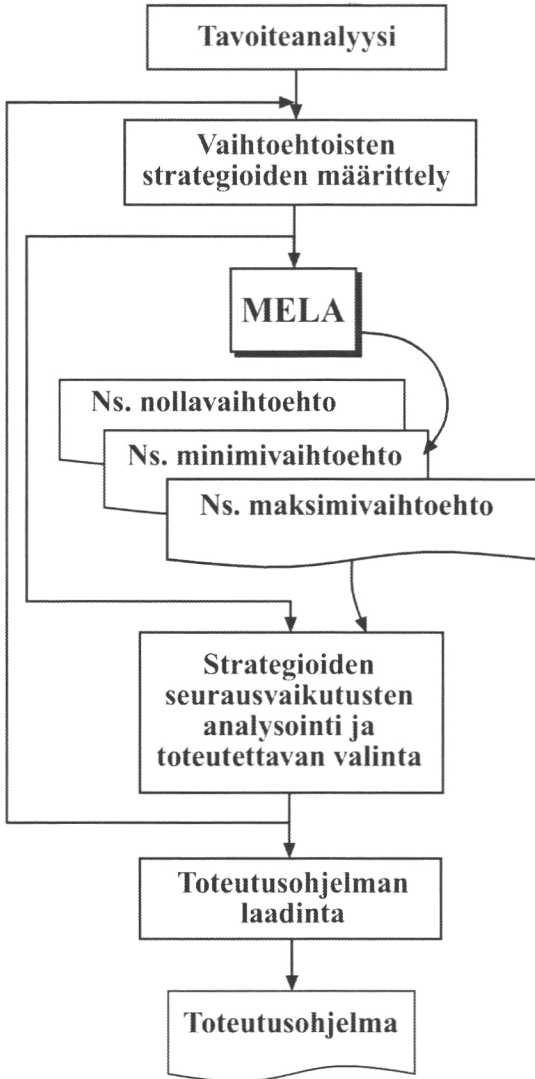 Tavoiteanalyysi
Vaihtoehtoisten
strategioiden määrittely
MELA
Ns. nollavaihtoehto
Ns. minimivaihtoehto
Ns. maksimivaihtoehto
Strategioiden
seurausvaikutusten
analysointi ja
toteutettavan valinta
Toteutusohjelman
laadinta
Toteutusohjelma